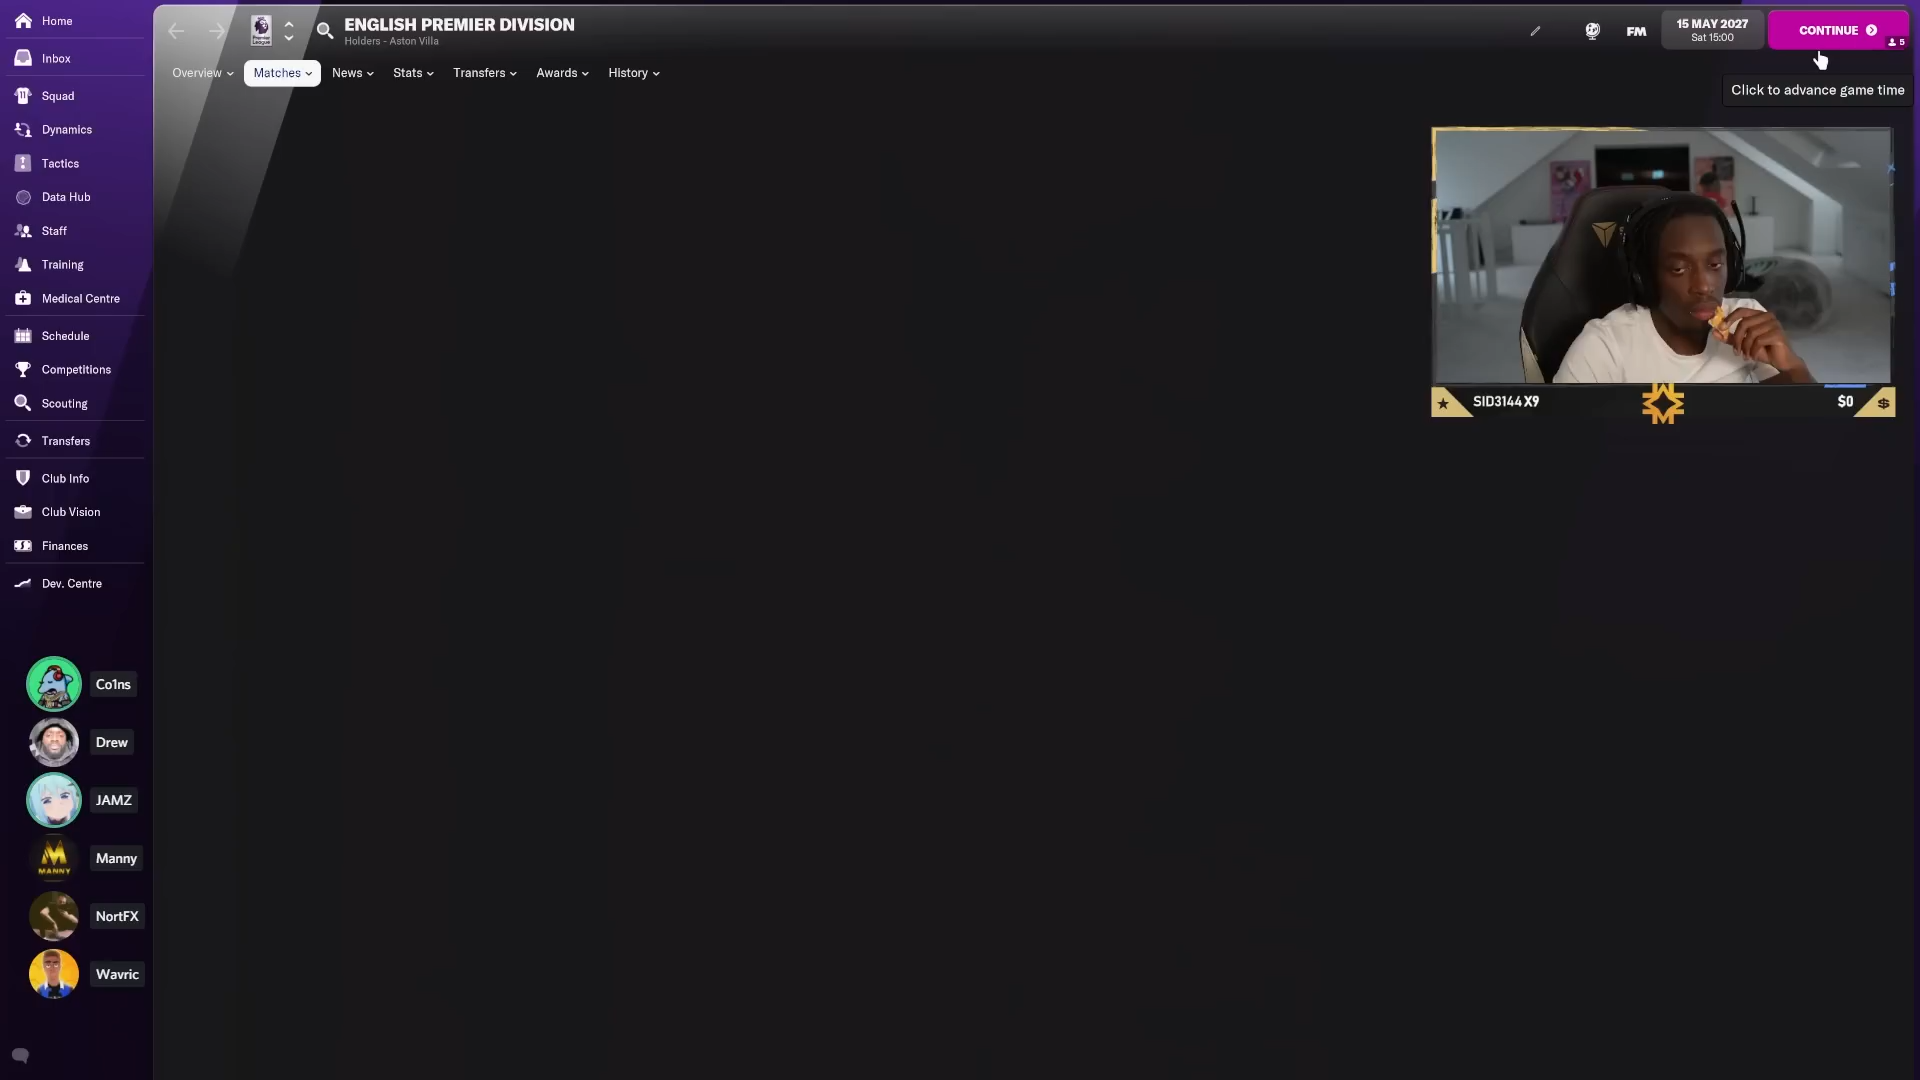 Home
Inbox
Squad
Dynamics
Tactics
Data Hub
Staff
Training
Medical Centre
Schedule
Competitions
Scouting
Transfers
Club Info
Club Vision
Finances
Dev. Centre
Co1ns
Drew
JAMZ
Manny
MANNY
NortFX
Wavric
ENGLISH PREMIER DIVISION
Holders - Aston Villa
FM
15 MAY 2027
Sat 15:00
CONTINUE
5
Overview
Matches
News
Stats
Transfers
Awards
History
Click to advance game time
SID3144X9
$0